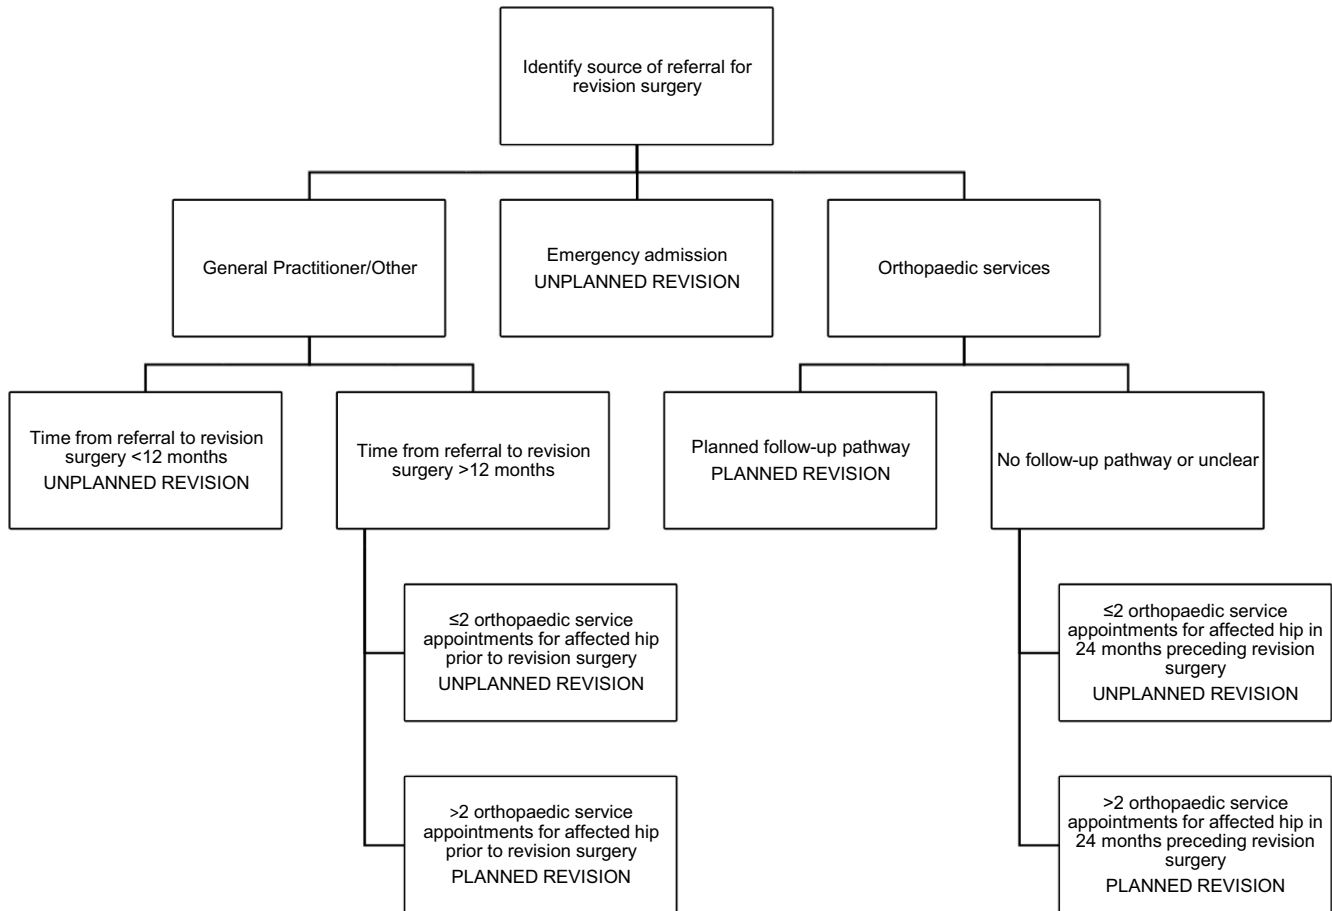 Identify source of referral for
revision surgery
General Practitioner/Other
Emergency admission
UNPLANNED REVISION
Orthopaedic services
Time from referral to revision
surgery <12 months
UNPLANNED REVISION
Time from referral to revision
surgery >12 months
Planned follow-up pathway
PLANNED REVISION
No follow-up pathway or unclear
≤2 orthopaedic service
appointments for affected hip
prior to revision surgery
UNPLANNED REVISION
≤2 orthopaedic service
appointments for affected hip in
24 months preceding revision
surgery
UNPLANNED REVISION
>2 orthopaedic service
appointments for affected hip
prior to revision surgery
PLANNED REVISION
>2 orthopaedic service
appointments for affected hip in
24 months preceding revision
surgery
PLANNED REVISION